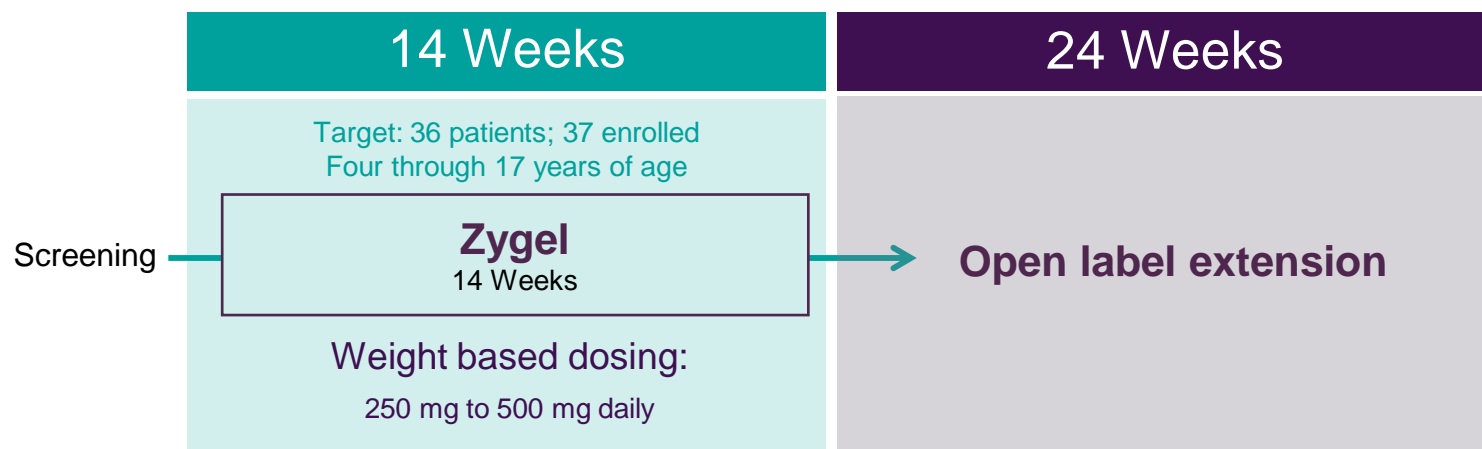 14 Weeks
24 Weeks
Target: 36 patients; 37 enrolled
Four through 17 years of age
Screening
Zygel
14 Weeks
Open label extension
Weight based dosing:
250 mg to 500 mg daily